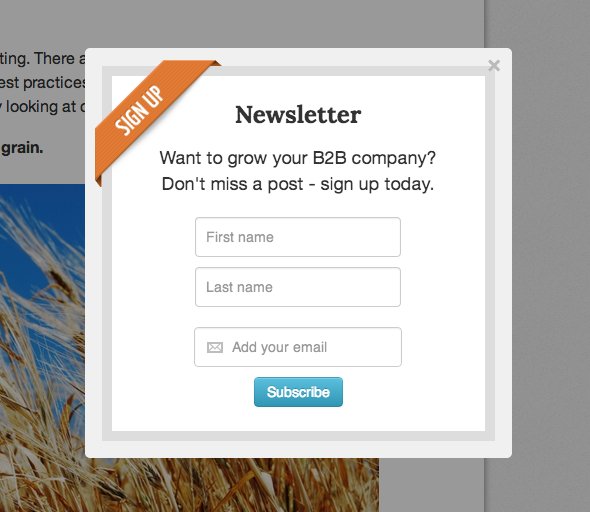 ting. There a
est practices
y looking at c
grain.
SIGN UP
Newsletter
Want to grow your B2B company?
Don't miss a post - sign up today.
First name
Last name
Add your email
Subscribe